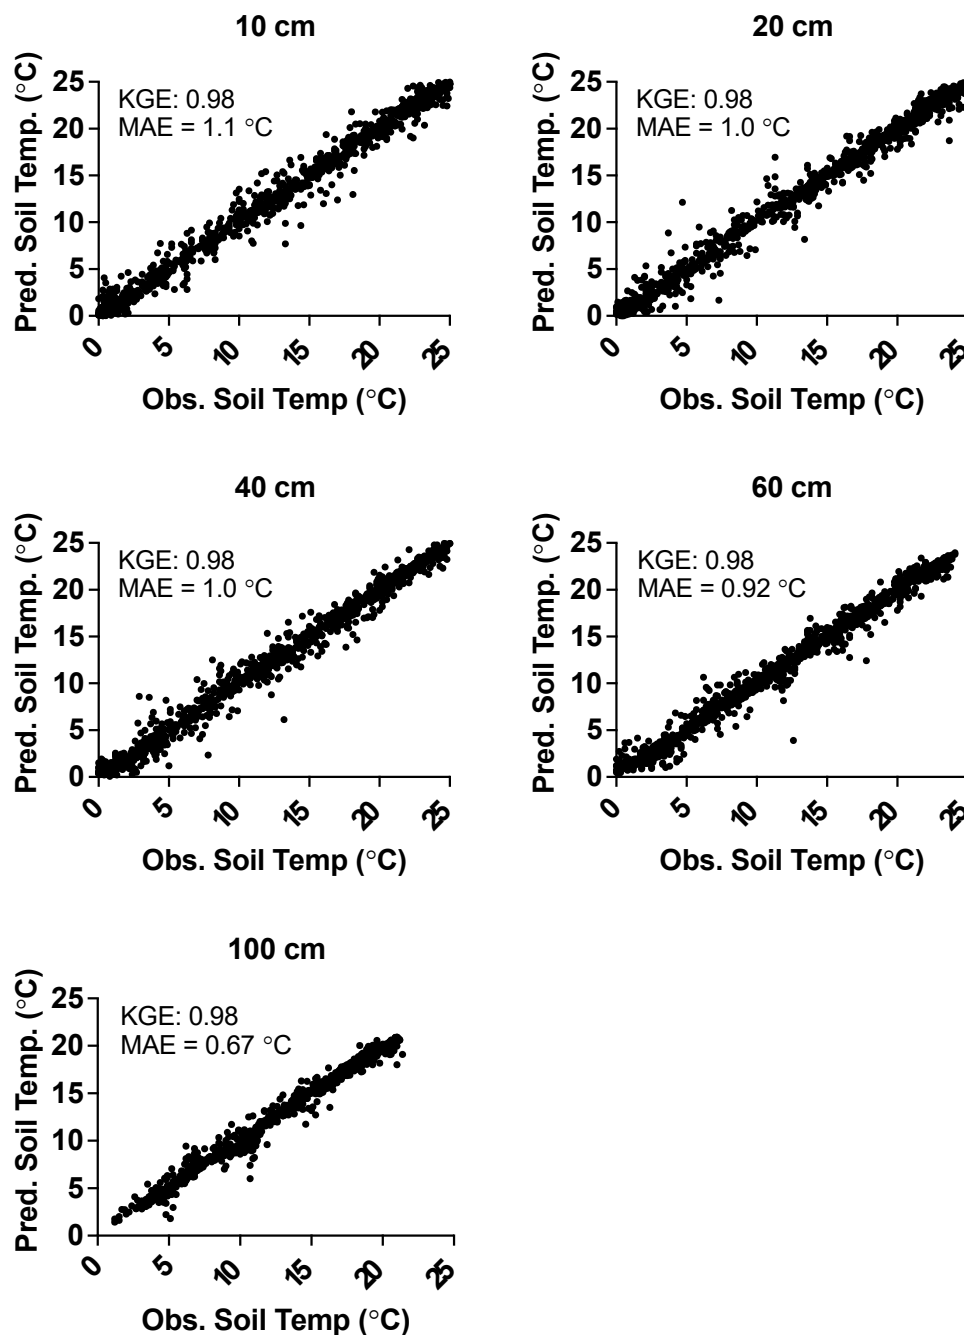 10 cm
Pred. Soil Temp. (°C)
25
20
15
10
5
0
KGE: 0.98
MAE = 1.1 °C
0
5
10
15
20
25
Obs. Soil Temp (°C)
20 cm
Pred. Soil Temp. (°C)
25
20
15
10
5
0
KGE: 0.98
MAE = 1.0 °C
0
5
10
15
20
25
Obs. Soil Temp (°C)
40 cm
Pred. Soil Temp. (°C)
25
20
15
10
5
0
KGE: 0.98
MAE = 1.0 °C
0
5
10
15
20
25
Obs. Soil Temp (°C)
60 cm
Pred. Soil Temp. (°C)
25
20
15
10
5
0
KGE: 0.98
MAE = 0.92 °C
0
5
10
15
20
25
Obs. Soil Temp (°C)
100 cm
Pred. Soil Temp. (°C)
25
20
15
10
5
0
KGE: 0.98
MAE = 0.67 °C
0
5
10
15
20
25
Obs. Soil Temp (°C)